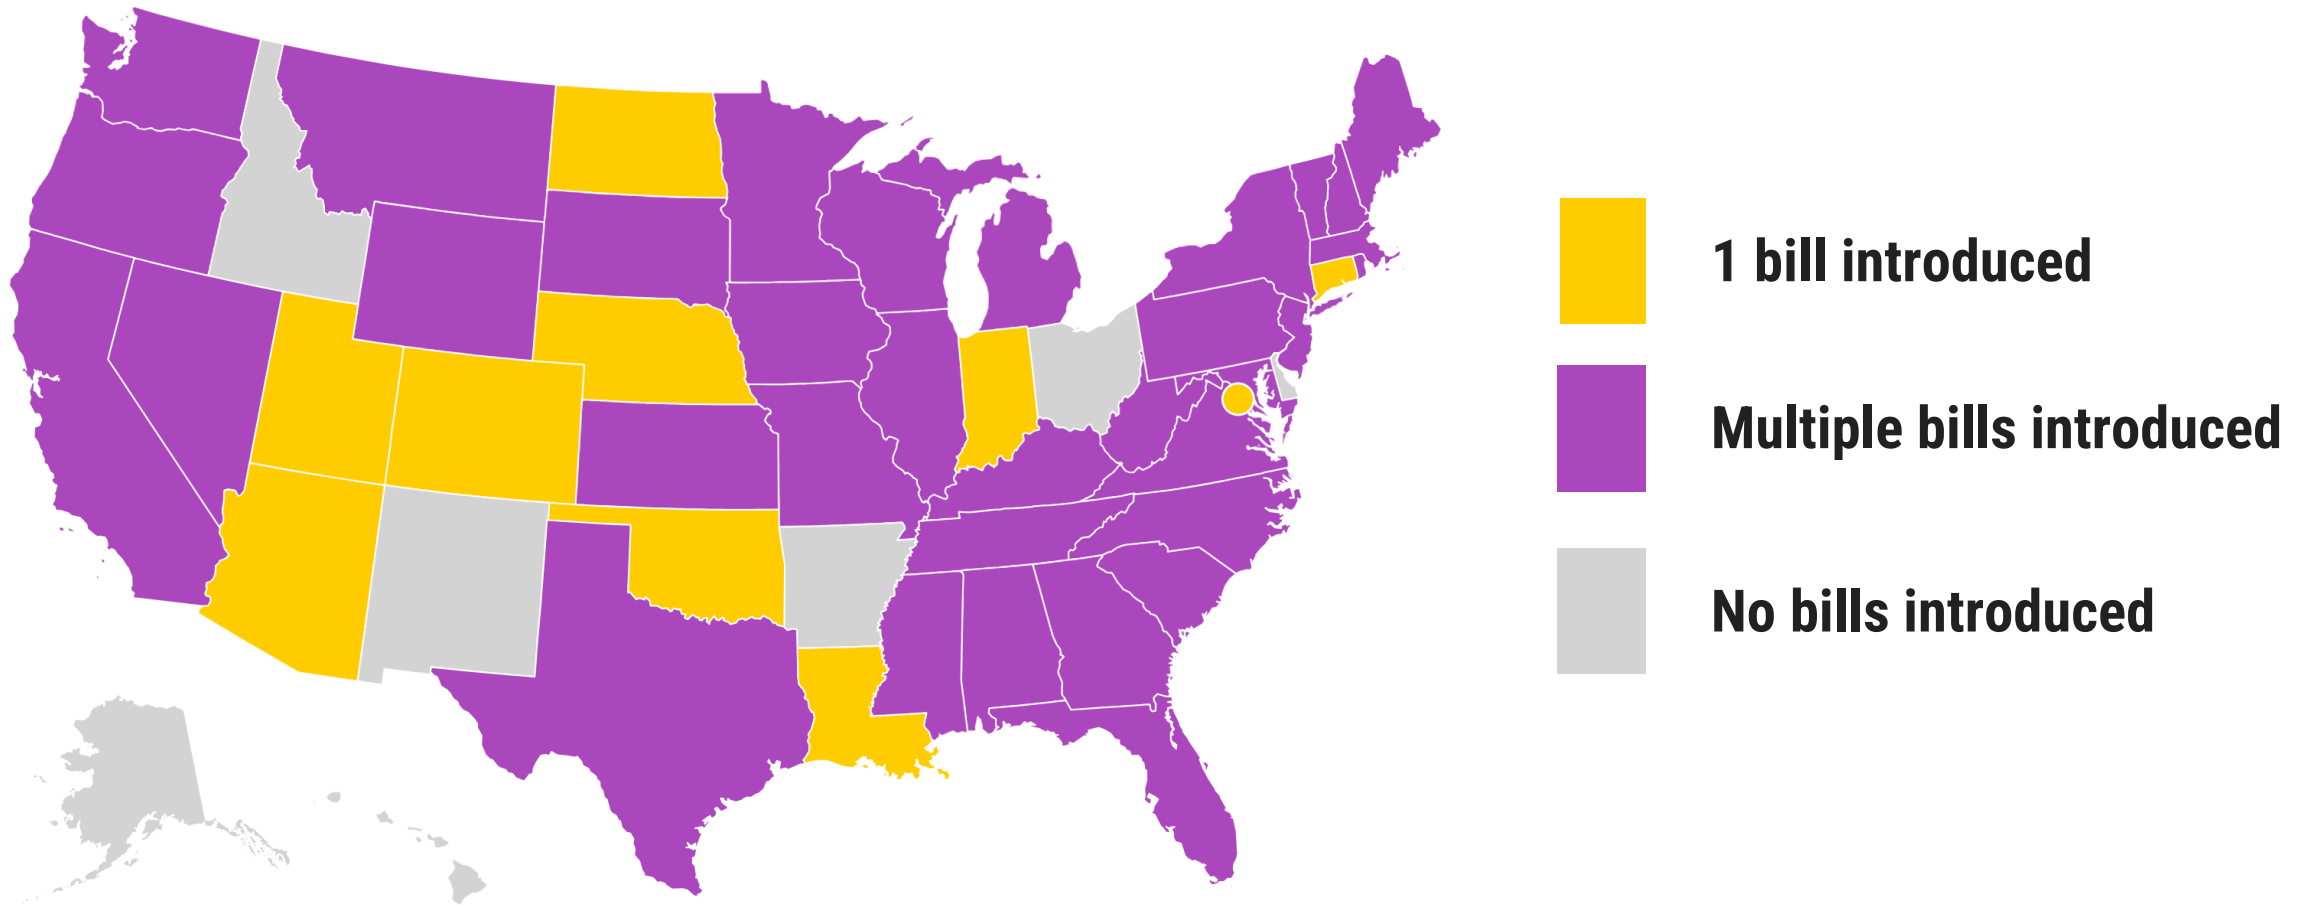 1 bill introduced
Multiple bills introduced
No bills introduced